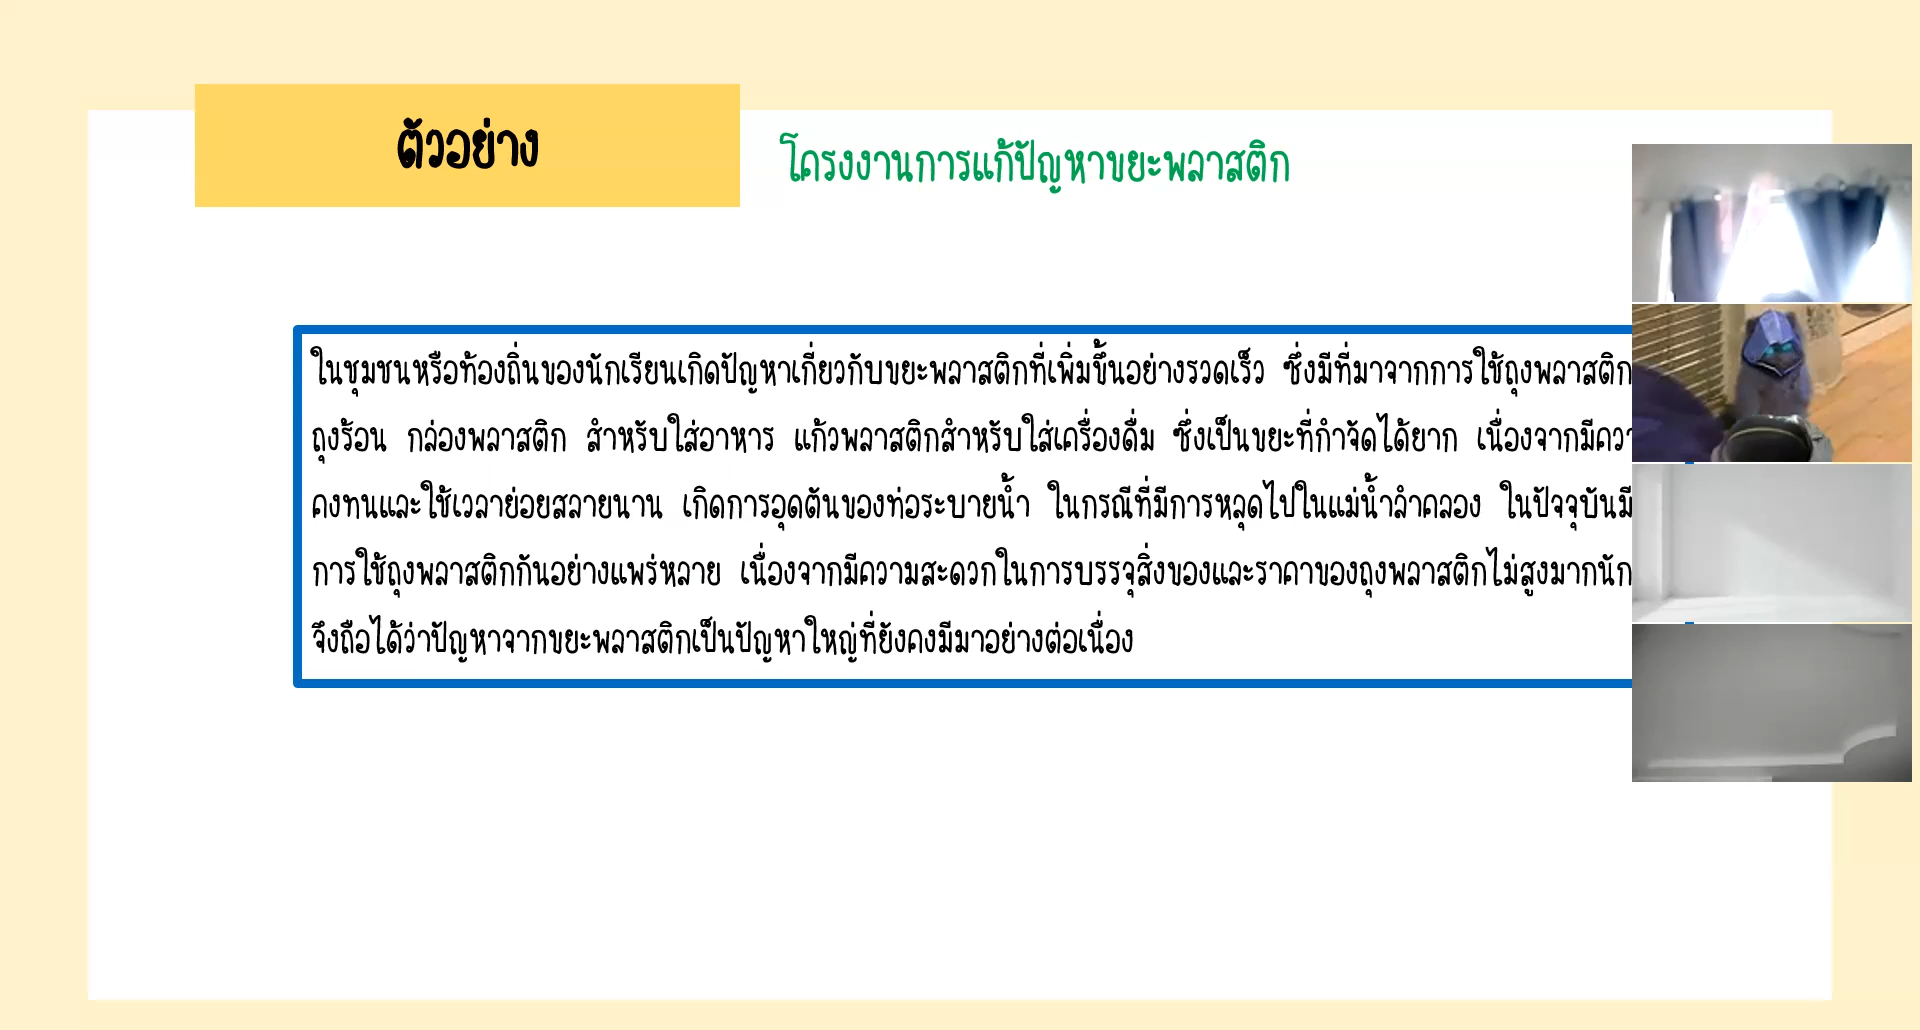 ตัวอย่าง
โครงงานการแก้ปัญหาขยะพลาสติก
ในชุมชนหรือท้องถิ่นของนักเรียนเกิดปัญหาเกี่ยวกับขยะพลาสติกที่เพิ่มขึ้นอย่างรวดเร็ว ซึ่งมีที่มาจากการใช้ถุงพลาสติก
ถุงร้อน กล่องพลาสติก สำหรับใส่อาหาร แก้วพลาสติกสำหรับใส่เครื่องดื่ม ซึ่งเป็นขยะที่กำจัดได้ยาก เนื่องจากมี
คงทนและใช้เวลาย่อยสลายนาน เกิดการอุดตันของท่อระบายน้ำ ในกรณีที่มีการหลุดไปในแม่น้ำลำคลอง ในปัจจุบันมี
การใช้ถุงพลาสติกกันอย่างแพร่หลาย เนื่องจากมีความสะดวกในการบรรจุสิ่งของและราคาของถุงพลาสติกไม่สูงมากนัก
จึงถือได้ว่าปัญหาจากขยะพลาสติกเป็นปัญหาใหญ่ที่ยังคงมีมาอย่างต่อเนื่อง